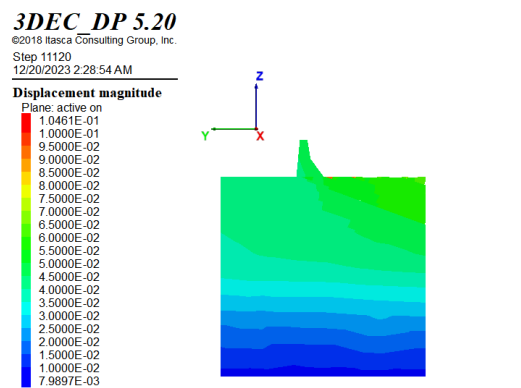 3DEC_DP 5.20
©2018 Itasca Consulting Group, Inc.
Step 11120
12/20/2023 2:28:54 AM
Displacement magnitude
Plane: active on
1.0461E-01
1.0000E-01
9.5000E-02
9.0000E-02
8.5000E-02
8.0000E-02
7.5000E-02
7.0000E-02
6.5000E-02
6.0000E-02
5.5000E-02
5.0000E-02
4.5000E-02
4.0000E-02
3.5000E-02
3.0000E-02
2.5000E-02
2.0000E-02
1.5000E-02
1.0000E-02
7.9897E-03
Z
Y
X